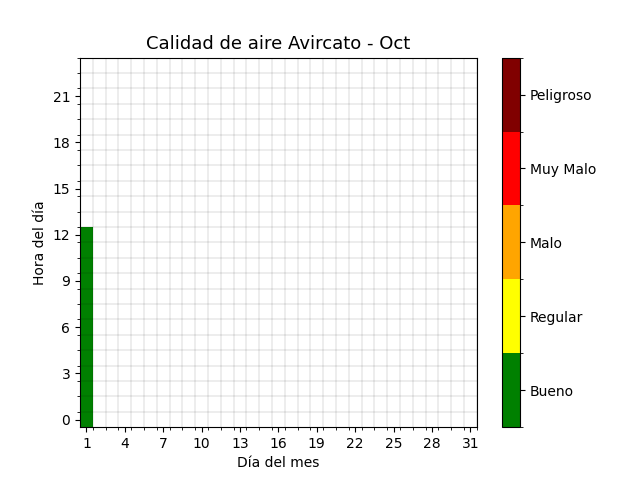 Calidad de aire Avircato - Oct
Hora del día
21
18
15
12
9
6
3
0
1 4 7 10 13 16 19 22 25 28 31
Día del mes
Peligroso
Muy Malo
Malo
Regular
Bueno